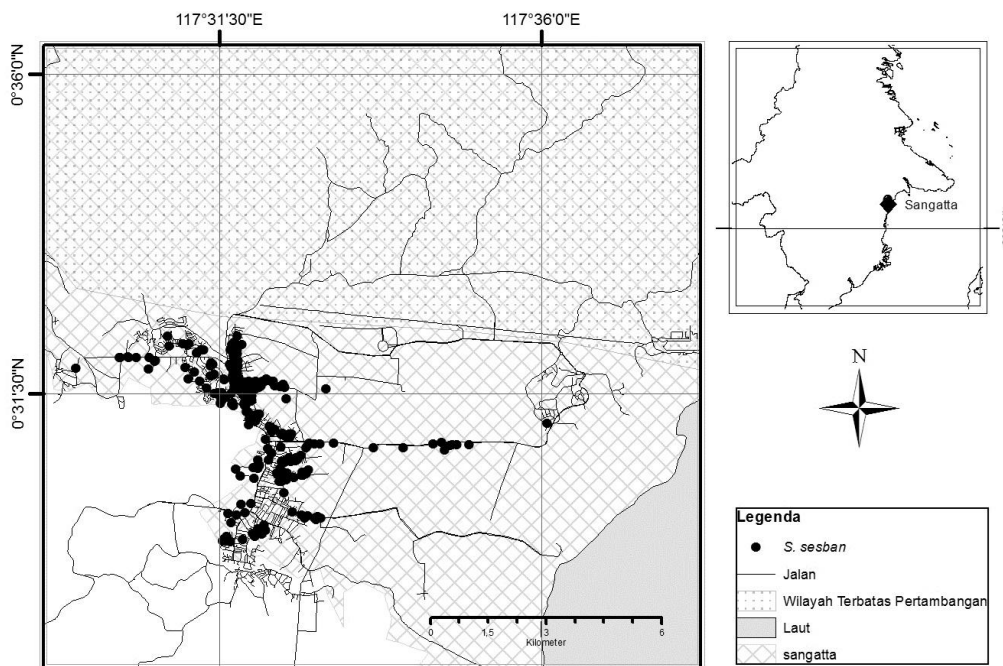 117°31'30"E
117°36'0"E
0°36'0"N
0°31'30"N
Sangatta
N
Legenda
S. sesban
Jalan
Wilayah Terbatas Pertambangan
Laut
sangatta
0 1,5 3 6
Kilometer